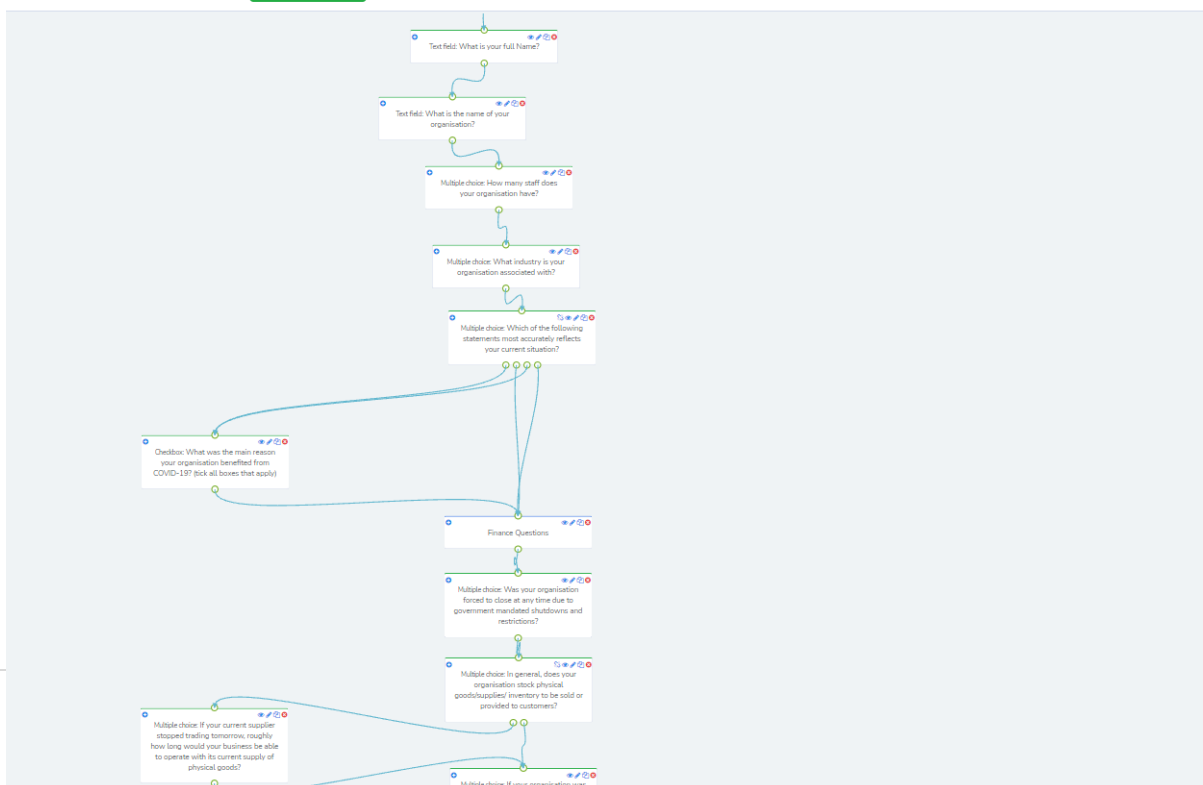 Text field: What is your full Name?
Text field: What is the name of your
organisation?
Multiple choice: How many staff does
your organisation have?
Multiple choice: What industry is your
organisation associated with?
Multiple choice: Which of the following
statements most accurately reflects
your current situation?
Checkbox: What was the main reason
your organisation benefited from
COVID-19? (tick all boxes that apply)
Finance Questions
Multiple choice: Was your organisation
forced to close at any time due to
government mandated shutdowns and
restrictions?
Multiple choice: In general, does your
organisation stock physical
goods/supplies/ inventory to be sold or
provided to customers?
Multiple choice: If your current supplier
stopped trading tomorrow, roughly
how long would your business be able
to operate with its current supply of
physical goods?
Multiple choice: If your organisation was